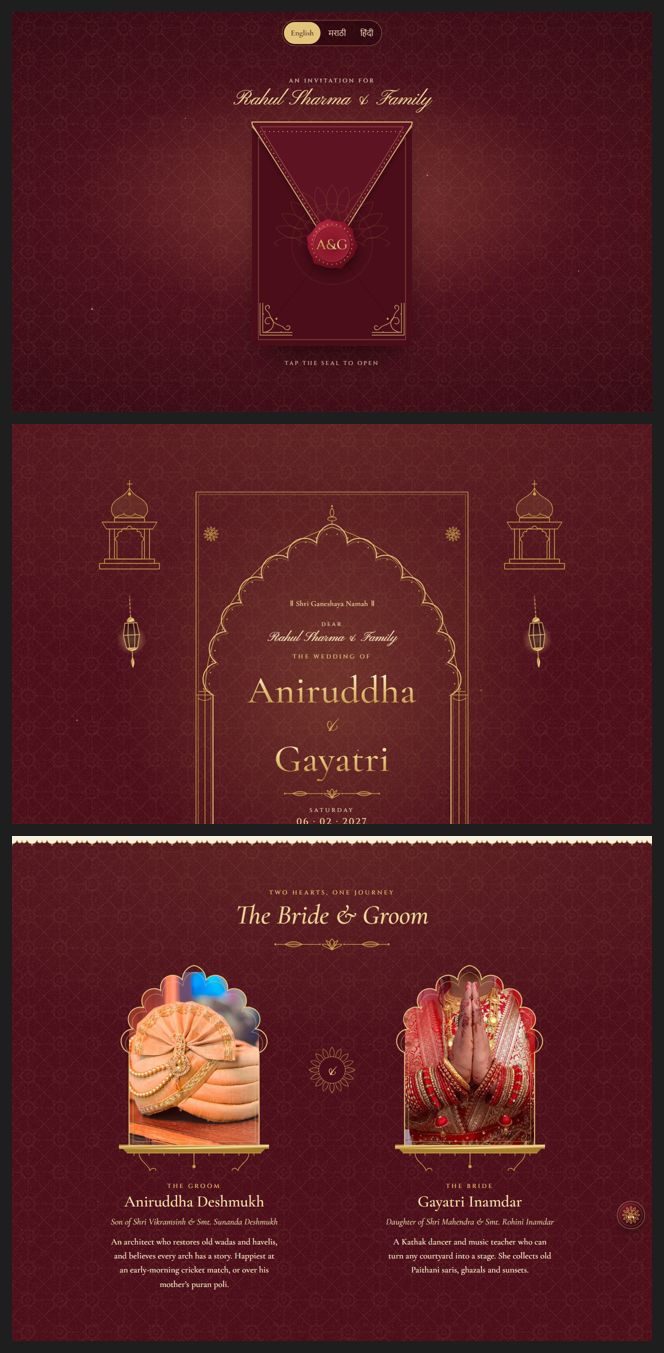 English मराठी हिंदी
AN INVITATION FOR
Rahul Sharma & Family
A&G
TAP THE SEAL TO OPEN
॥ Shri Ganeshaya Namah ॥
DEAR
Rahul Sharma & Family
THE WEDDING OF
Aniruddha
&
Gayatri
SATURDAY
06 · 02 · 2027
TWO HEARTS, ONE JOURNEY
The Bride & Groom
&
THE GROOM
Aniruddha Deshmukh
Son of Shri Vikramsinh & Smt. Sunanda Deshmukh
An architect who restores old wadas and havelis,
and believes every arch has a story. Happiest at
an early-morning cricket match, or over his
mother's puran poli.
THE BRIDE
Gayatri Inamdar
Daughter of Shri Mahendra & Smt. Rohini Inamdar
A Kathak dancer and music teacher who can
turn any courtyard into a stage. She collects old
Paithani saris, ghazals and sunsets.